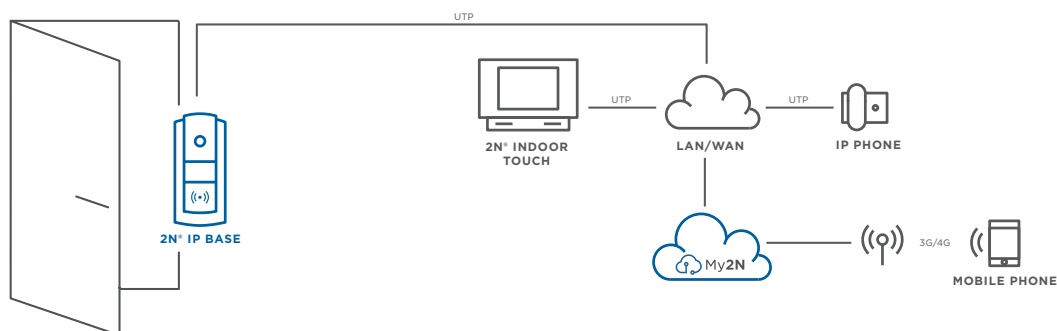 UTP
UTP
UTP
2N® INDOOR
TOUCH
LAN/WAN
IP PHONE
2N® IP BASE
My2N
3G/4G
MOBILE PHONE